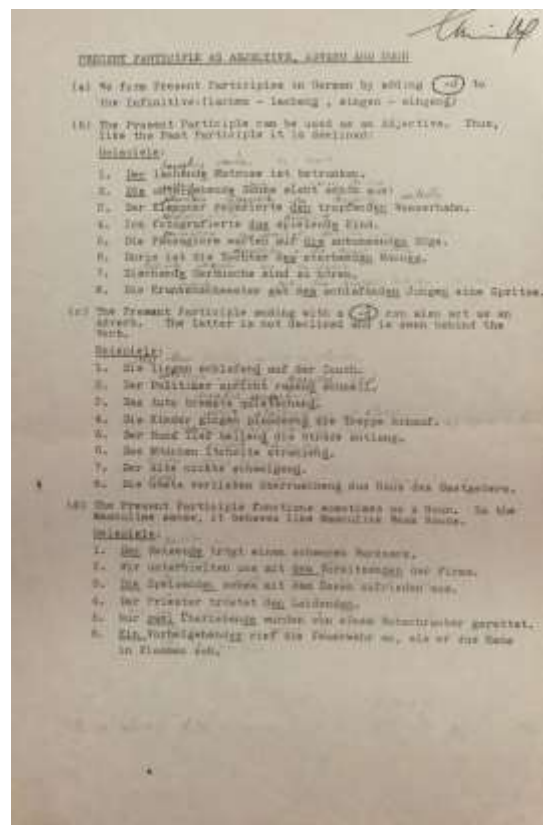 PRESENT PARTICIPLE AS ADJECTIVE, ADVERB AND NOUN
(a) We form Present Participles in German by adding -d to
the Infinitive:(lachen - lachend , singen - singend)
(b) The Present Participle can be used as an Adjective. Thus,
like the Past Participle it is declined:
Beispiele:
1. Der lachende Matrose ist betrunken.
2. Die untergehende Sonne sieht schön aus.
3. Der Klempner reparierte den tropfenden Wasserhahn.
4. Ich fotografierte das spielende Kind.
5. Die Passagiere warten auf die ankommenden Züge.
6. ist die Tochter des sterbenden Mannes.
7. Geräusche sind zu hören.
8. Die Krankenschwester gab dem schlafenden Jungen eine Spritze.
(c) The Present Participle ending with a -d can also act as an
Adverb. The latter is not declined and is seen behind the
Verb.
Beispiele:
1. Sie liegen schlafend auf der Couch.
2. Der Politiker spricht schnell.
3. Das Auto bremste quietschend.
4. Die Kinder gingen plaudernd die Treppe hinauf.
5. Der Hund lief bellend die Straße entlang.
6. Das Mädchen lächelte strahlend.
7. Der Alte nickte schweigend.
8. Die Gäste verließen das Haus des Gastgebers.
(d) The Present Participle functions sometimes as a Noun. In the
Masculine sense, it behaves like Masculine Weak Nouns.
Beispiele:
1. Der Reisende trägt einen schweren Rucksack.
2. Wir unterhielten uns mit dem Vorsitzenden der Firma.
3. Die Speisenden sahen mit dem Essen zufrieden aus.
4. Der Priester tröstet den Leidenden.
5. Nur zwei Überlebende wurden von einem gerettet.
6. Ein Vorbeigehender rief die Feuerwehr an, als er das Haus
in Flammen sah.